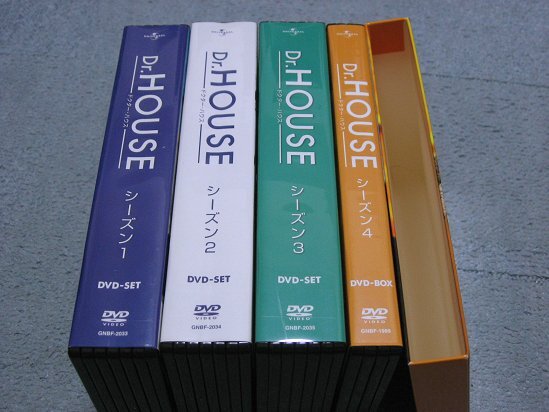 UNIVERSAL
Dr. HOUSE
ドクター・ハウス
シーズン1
DVD-SET
DVD
VIDEO
GNBF-2033
UNIVERSAL
Dr. HOUSE
ドクター・ハウス
シーズン2
DVD-SET
DVD
VIDEO
GNBF-2034
UNIVERSAL
Dr. HOUSE
ドクター・ハウス
シーズン3
DVD-SET
DVD
VIDEO
GNBF-2035
UNIVERSAL
Dr. HOUSE
ドクター・ハウス
シーズン4
DVD-BOX
DVD
VIDEO